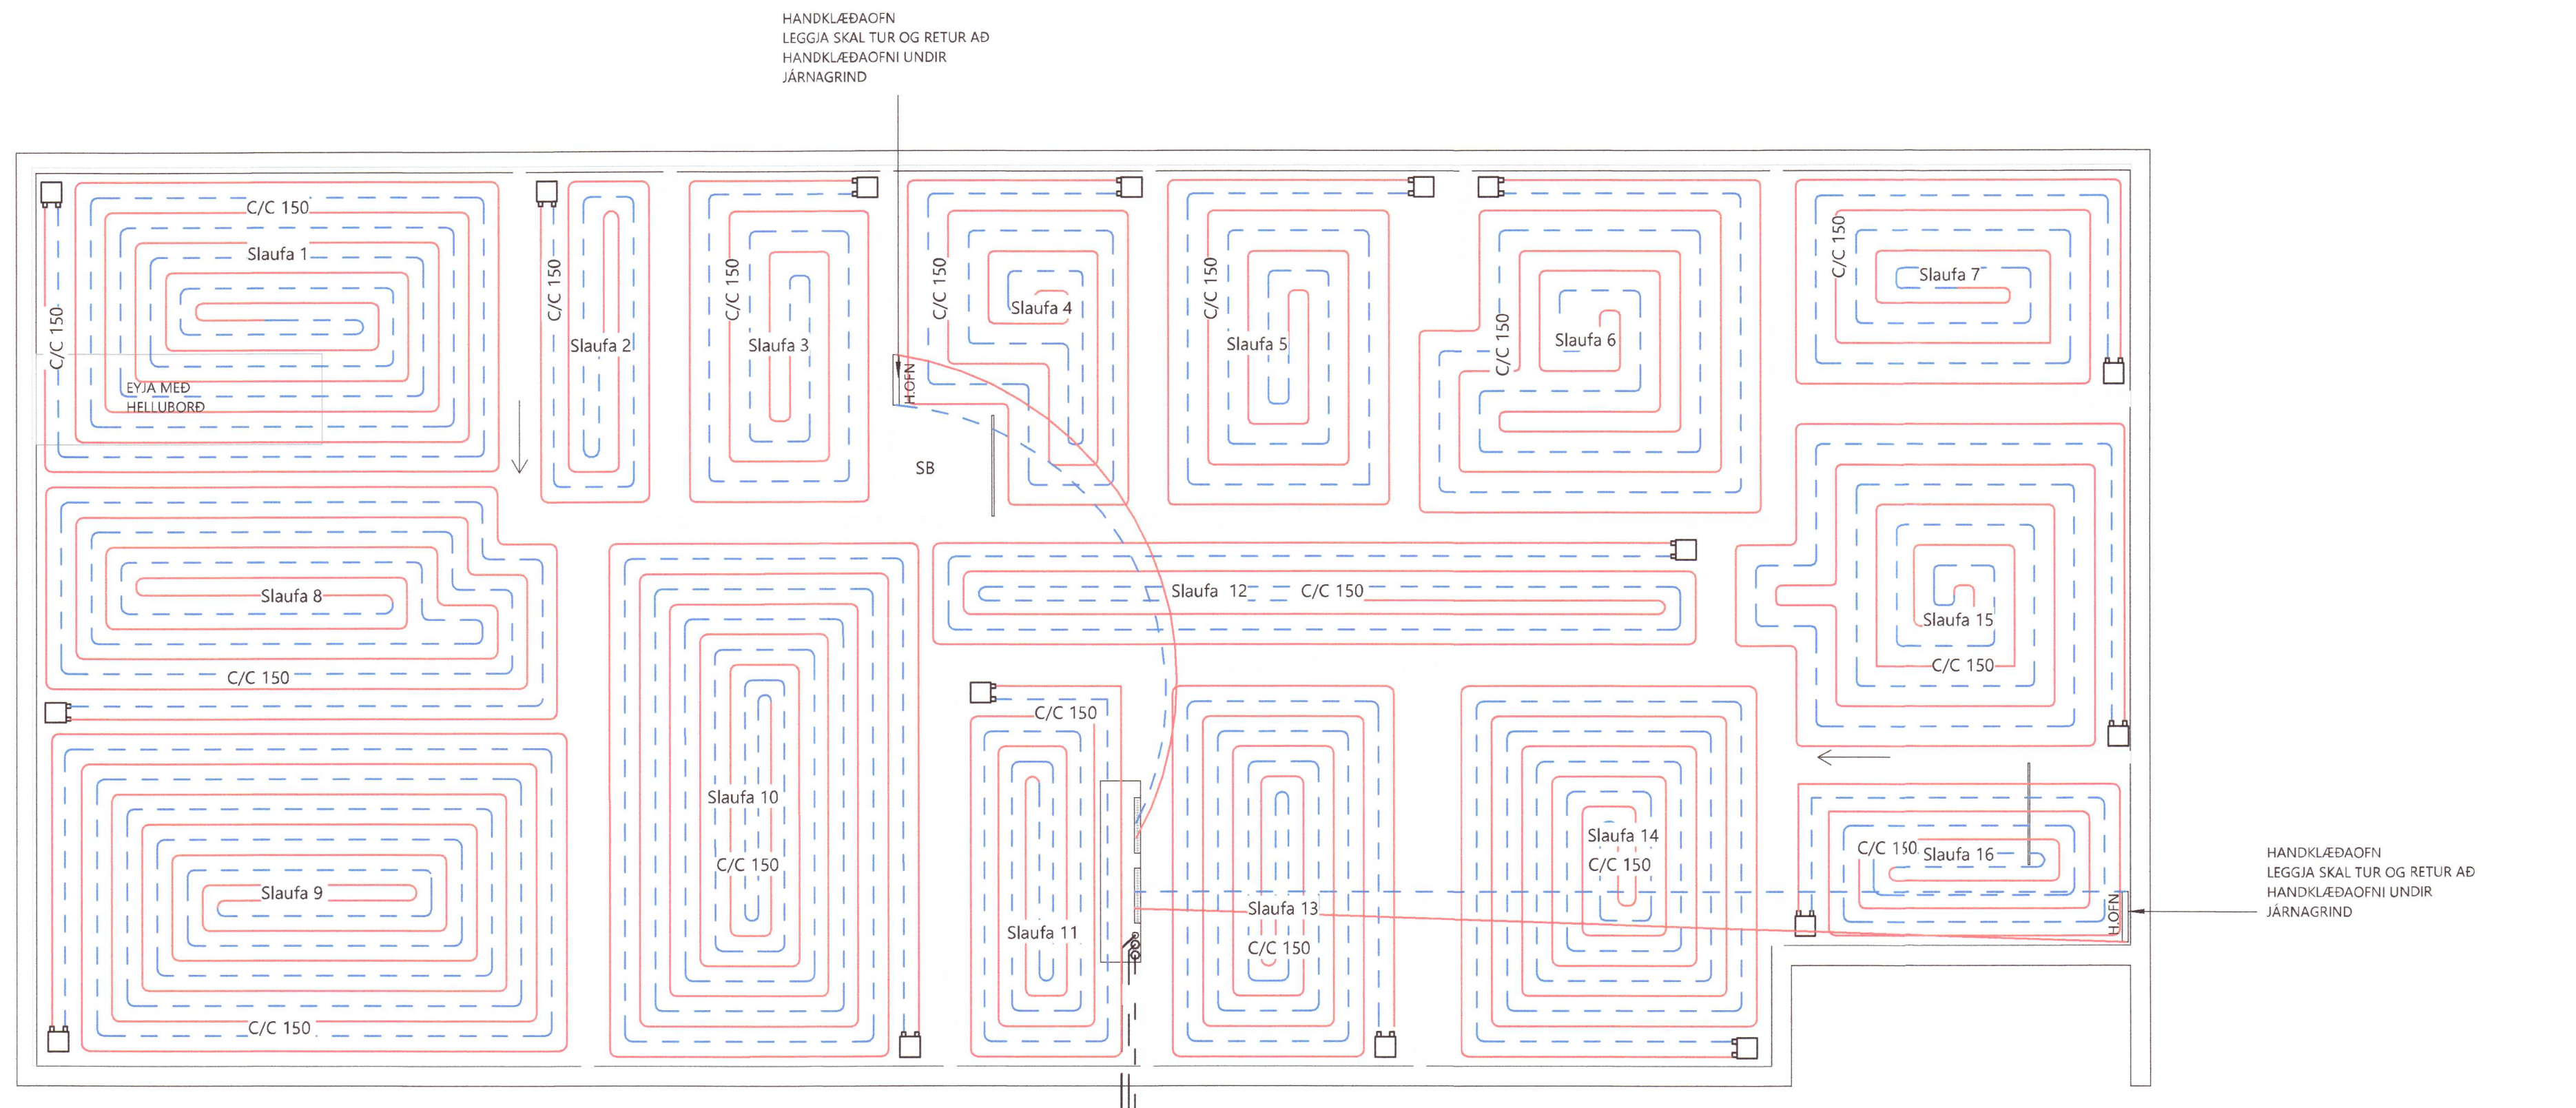 HANDKLÆÐAOFN
LEGGJA SKAL TUR OG RETUR AÐ
HANDKLÆÐAOFNI UNDIR
JÁRNAGRIND
C/C 150
Slaufa 1
C/C 150
EYJA MEÐ
HELLUBORÐ
C/C 150
Slaufa 2
C/C 150
Slaufa 3
C/C 150
Slaufa 4
H.OFN
SB
C/C 150
Slaufa 5
C/C 150
Slaufa 6
C/C 150
Slaufa 7
Slaufa 8
C/C 150
Slaufa 9
C/C 150
Slaufa 10
C/C 150
C/C 150
Slaufa 11
Slaufa 12
C/C 150
Slaufa 13
C/C 150
Slaufa 14
C/C 150
Slaufa 15
C/C 150
C/C 150
Slaufa 16
H.OFN
HANDKLÆÐAOFN
LEGGJA SKAL TUR OG RETUR AÐ
HANDKLÆÐAOFNI UNDIR
JÁRNAGRIND